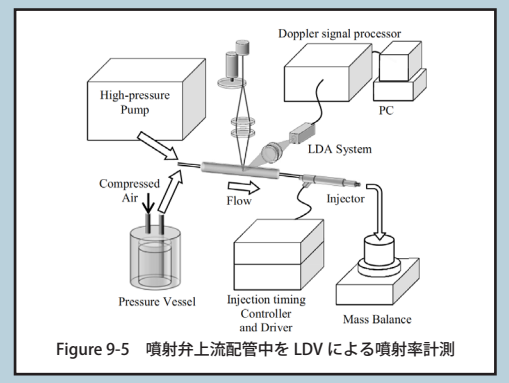 Doppler signal processor
High-pressure
Pump
PC
LDA System
Compressed
Air
Flow
Injector
Pressure Vessel
Injection timing
Controller
and Driver
Mass Balance
Figure 9-5 噴射弁上流配管中を LDV による噴射率計測